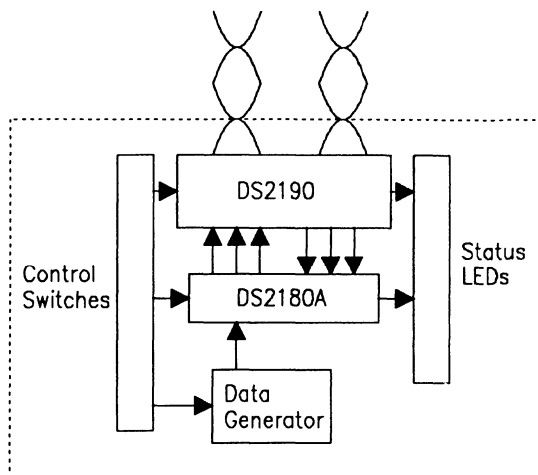 DS2190
Control
Switches
Status
LEDs
DS2180A
Data
Generator